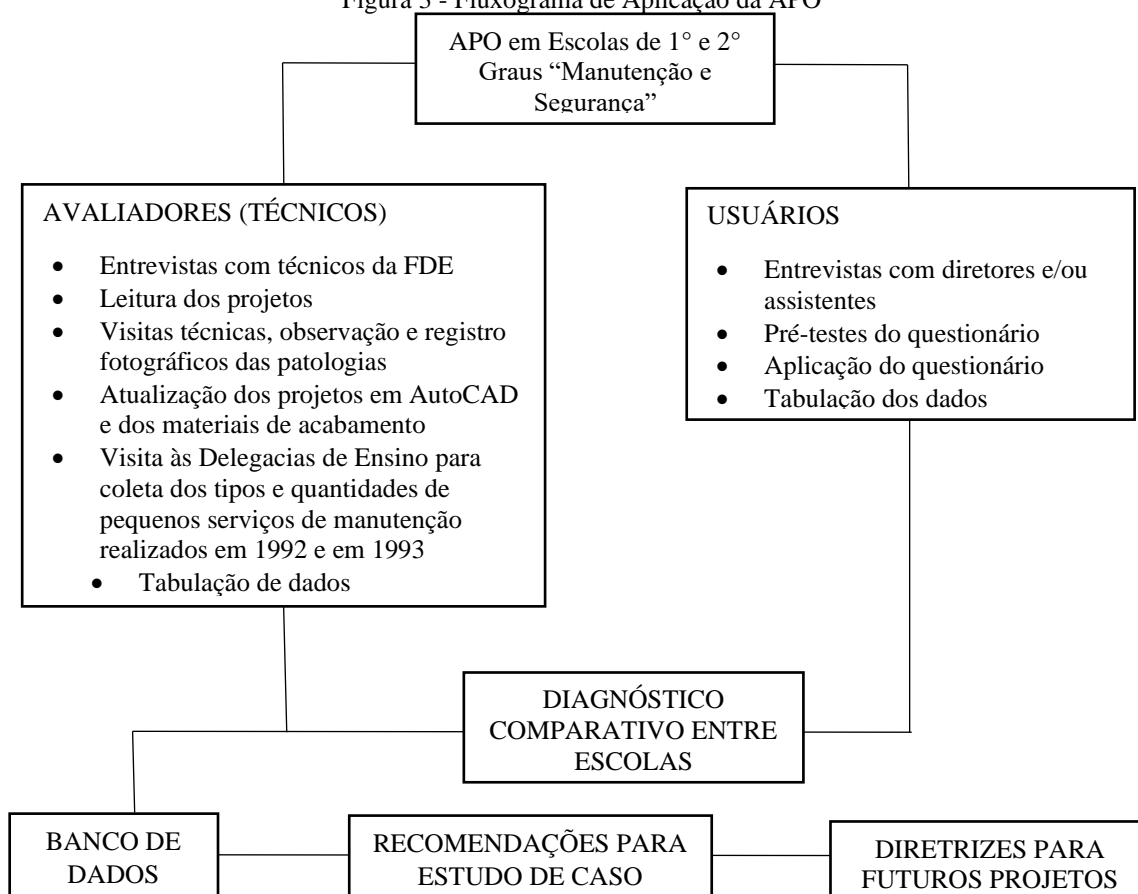 Figura 3 - Fluxograma de Aplicação da APO
APO em Escolas de 1° e 2°
Graus “Manutenção e
Segurança”
AVALIADORES (TÉCNICOS)
• Entrevistas com técnicos da FDE
• Leitura dos projetos
• Visitas técnicas, observação e registro
fotográficos das patologias
• Atualização dos projetos em AutoCAD
e dos materiais de acabamento
• Visita às Delegacias de Ensino para
coleta dos tipos e quantidades de
pequenos serviços de manutenção
realizados em 1992 e em 1993
• Tabulação de dados
USUÁRIOS
• Entrevistas com diretores e/ou
assistentes
• Pré-testes do questionário
• Aplicação do questionário
• Tabulação dos dados
DIAGNÓSTICO
COMPARATIVO ENTRE
ESCOLAS
BANCO DE
DADOS
RECOMENDAÇÕES PARA
ESTUDO DE CASO
DIRETRIZES PARA
FUTUROS PROJETOS